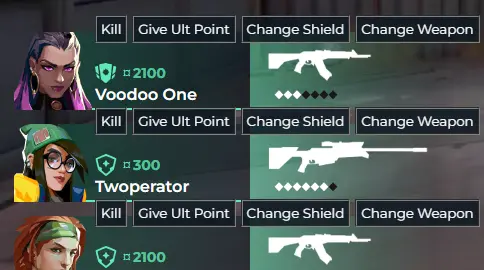 Kill Give Ult Point Change Shield Change Weapon
¤ 2100
Voodoo One
Kill Give Ult Point Change Shield Change Weapon
¤ 300
Twoperator
Kill Give Ult Point Change Shield Change Weapon
¤ 2100